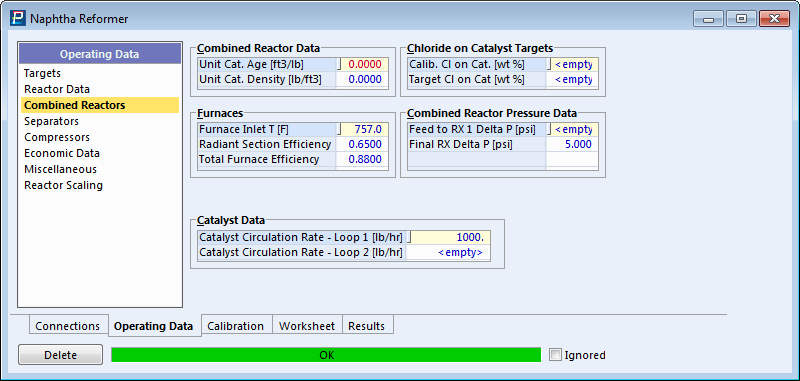 Naphtha Reformer
Operating Data
Targets
Reactor Data
Combined Reactors
Separators
Compressors
Economic Data
Miscellaneous
Reactor Scaling
Combined Reactor Data
Unit Cat. Age [ft3/lb] 0.0000
Unit Cat. Density [lb/ft3] 0.0000
Chloride on Catalyst Targets
Calib. Cl on Cat. [wt %] <empty
Target Cl on Cat [wt %] <empty
Furnaces
Furnace Inlet T [F] 757.0
Radiant Section Efficiency 0.6500
Total Furnace Efficiency 0.8800
Combined Reactor Pressure Data
Feed to RX 1 Delta P [psi] <empty
Final RX Delta P [psi] 5.000
Catalyst Data
Catalyst Circulation Rate - Loop 1 [lb/hr] 1000.
Catalyst Circulation Rate - Loop 2 [lb/hr] <empty>
Connections Operating Data Calibration Worksheet Results
Delete OK Ignored